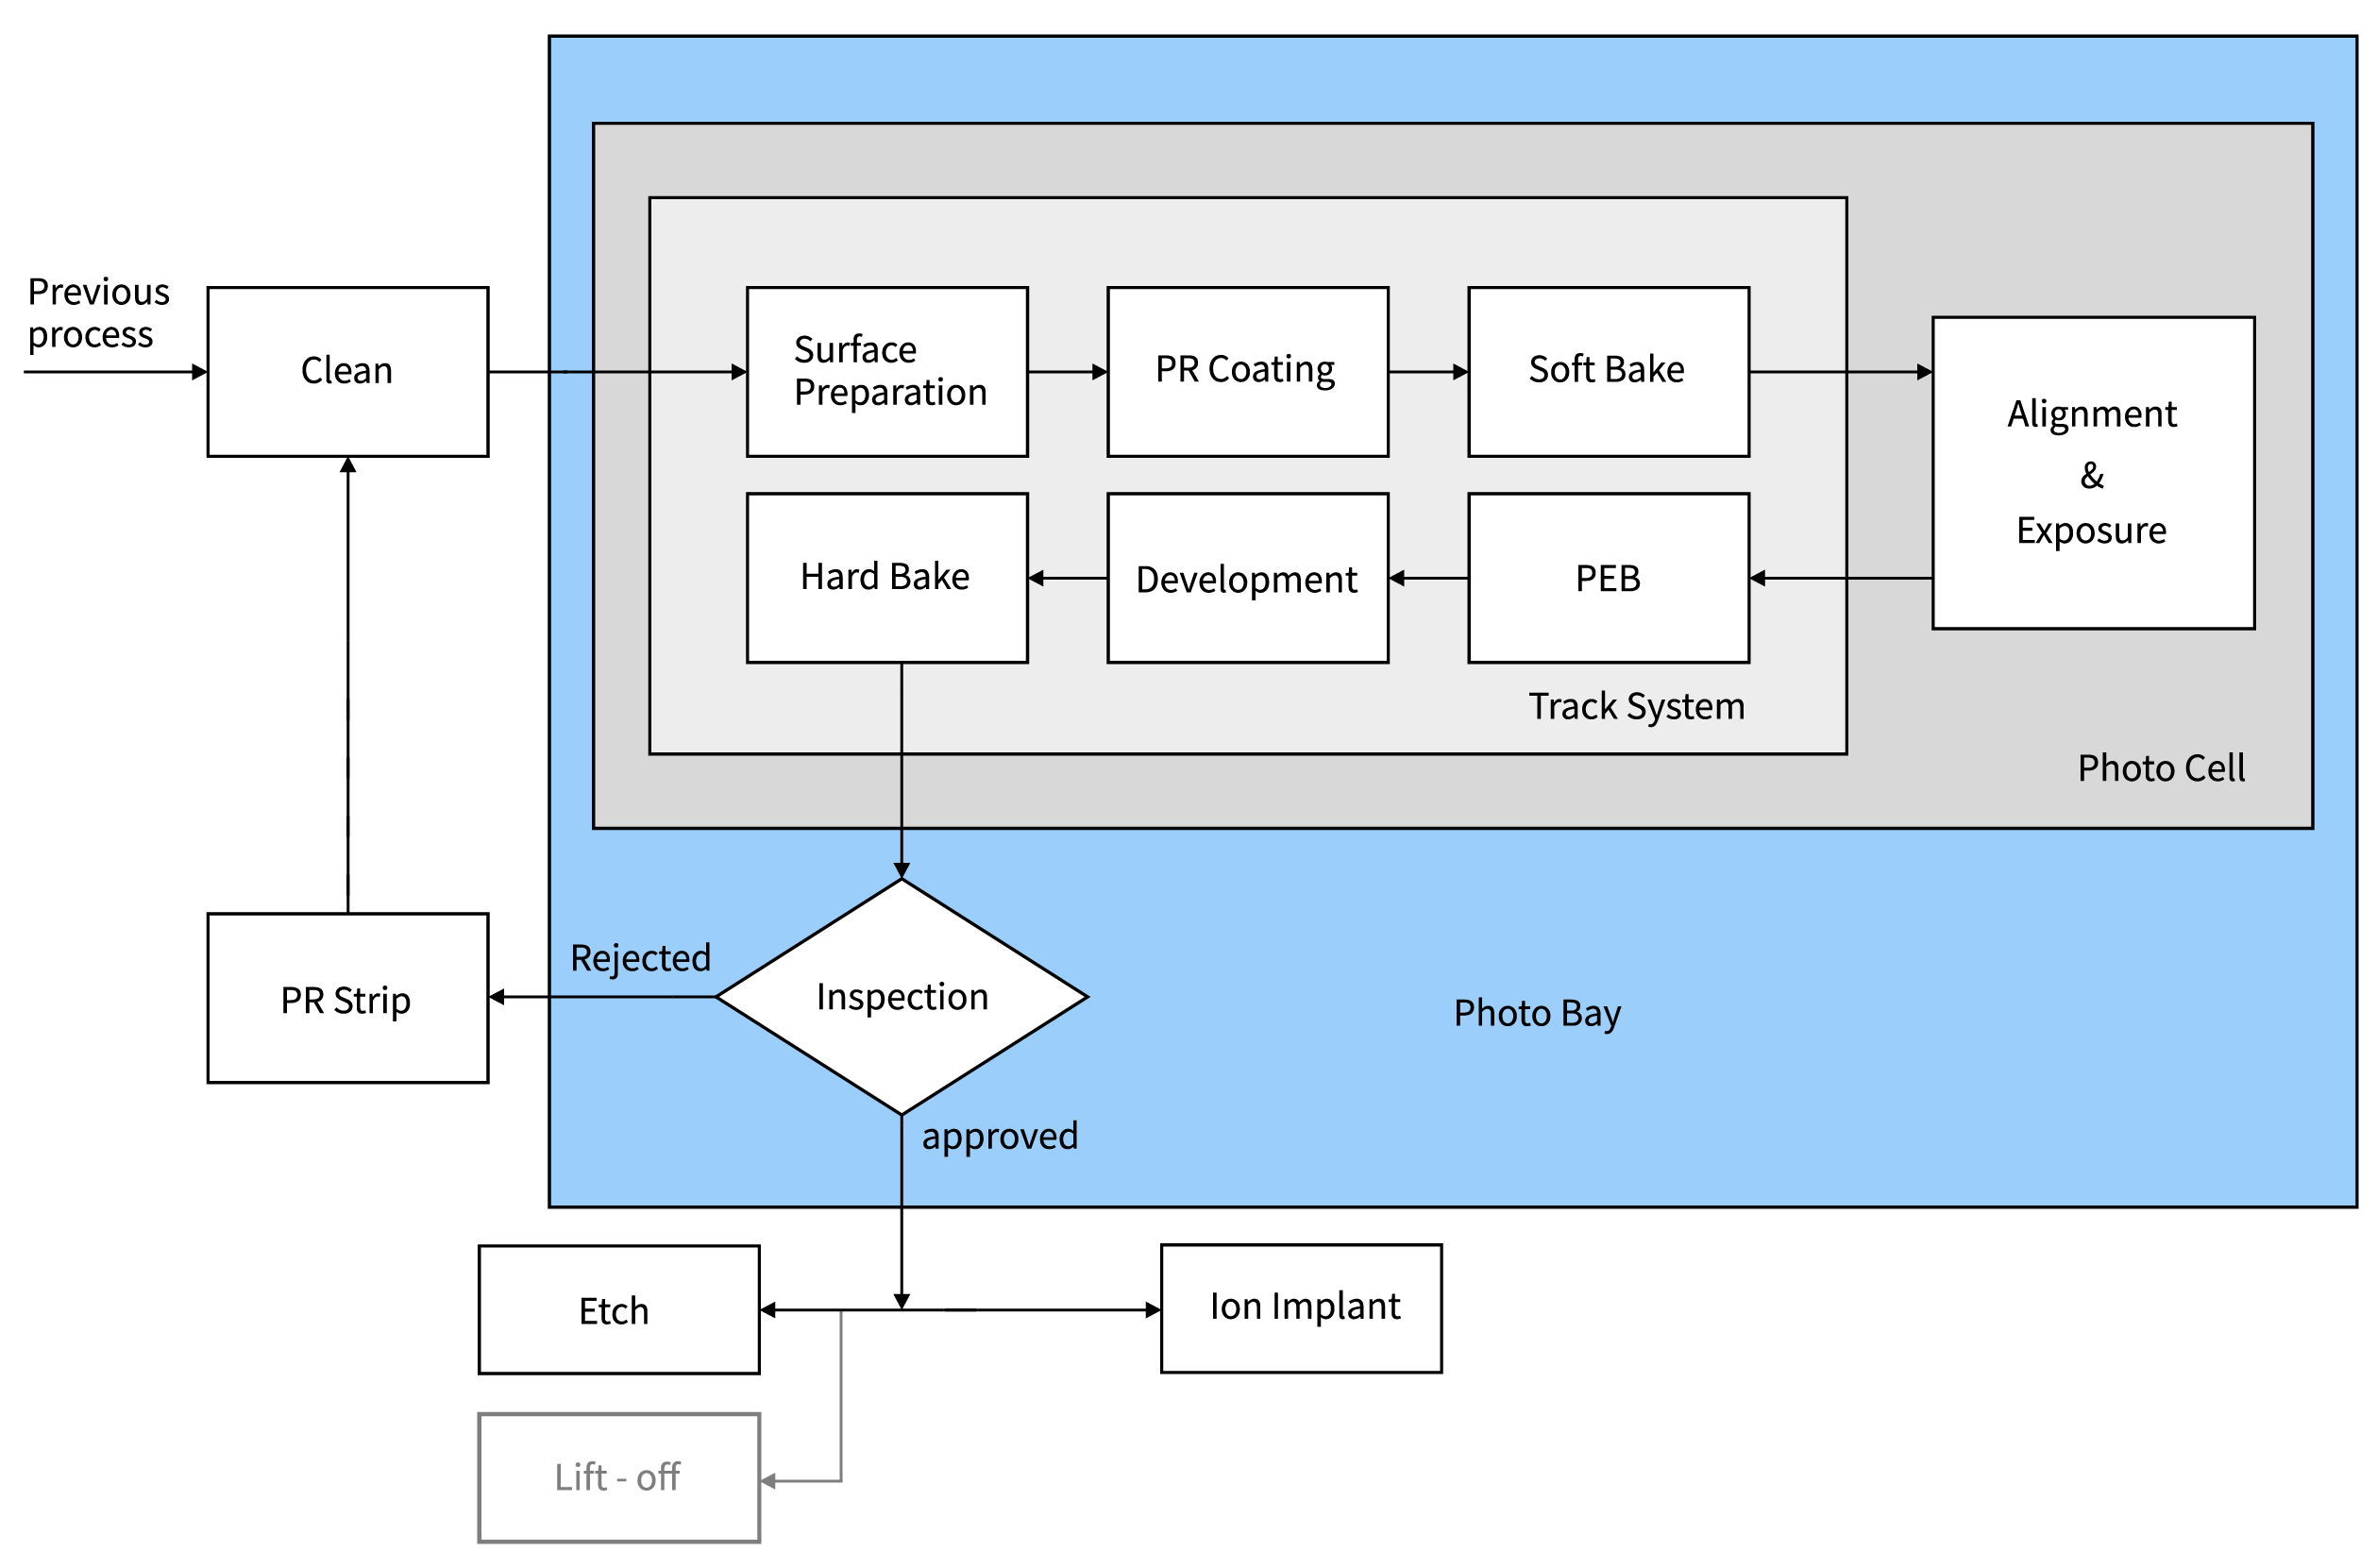 Previous
process
Clean
Surface
Preparation
PR Coating
Soft Bake
Alignment
&
Exposure
Hard Bake
Development
PEB
Track System
Photo Cell
Rejected
PR Strip
Inspection
Photo Bay
approved
Etch
Ion Implant
Lift - off